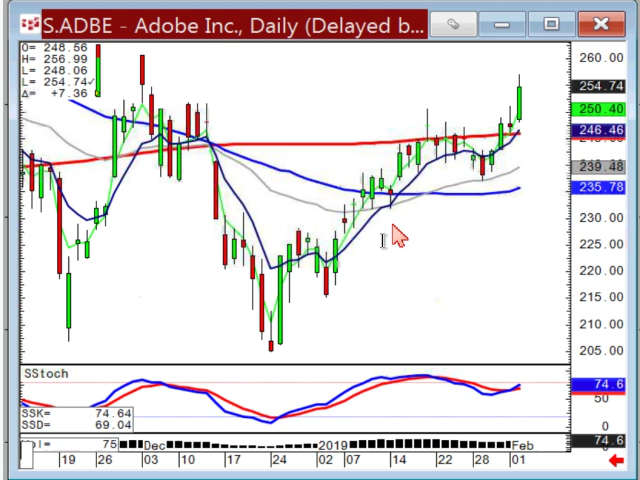 S.ADBE - Adobe Inc., Daily (Delayed b...
O= 248.56
H= 256.99
L= 248.06
L= 254.74
Δ= +7.36
260.00
254.74
250.40
246.46
239.48
235.78
230.00
225.00
220.00
215.00
210.00
205.00
SStoch
74.6
50
SSK= 74.64
SSD= 69.04
0
75
Dec
2019
Feb
74.6
19 26 03 10 17 24 02 07 14 22 28 01